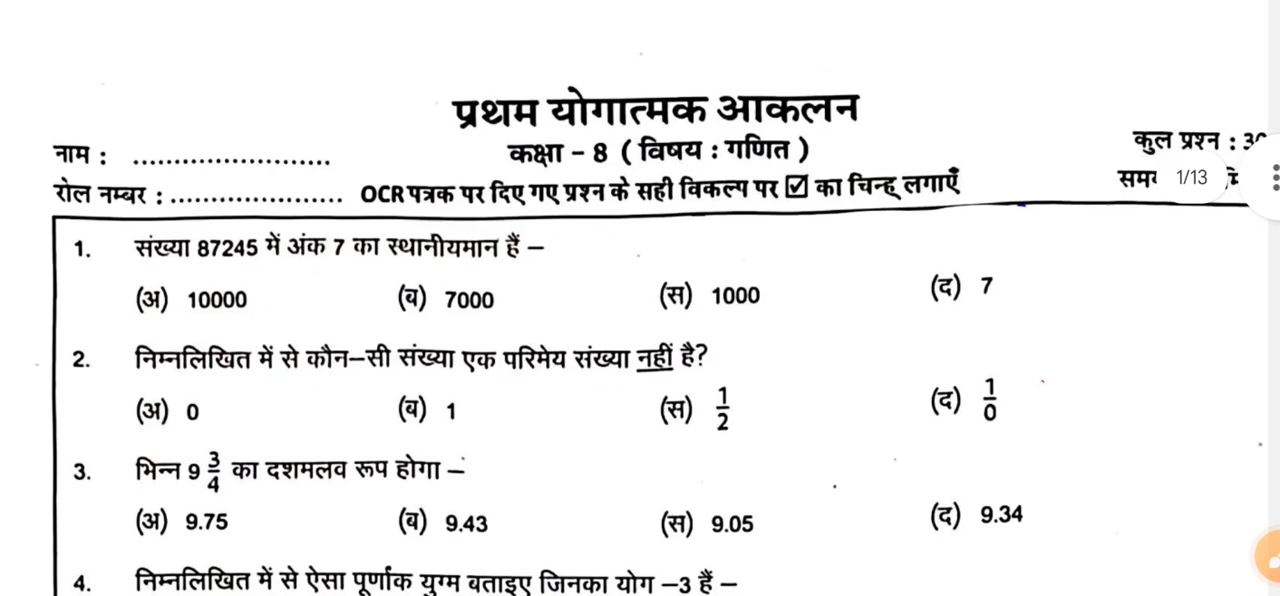 प्रथम योगात्मक आकलन
नाम : ........................ कक्षा - 8 ( विषय : गणित ) कुल प्रश्न : 30
रोल नम्बर : ..................... OCR पत्रक पर दिए गए प्रश्न के सही विकल्प पर ☑ का चिन्ह् लगाएँ
1/13
1. संख्या 87245 में अंक 7 का स्थानीयमान हैं –
(अ) 10000 (ब) 7000 (स) 1000 (द) 7
2. निम्नलिखित में से कौन–सी संख्या एक परिमेय संख्या नहीं है?
(अ) 0 (ब) 1 (स) 1/2 (द) 1/0
3. भिन्न 9 3/4 का दशमलव रूप होगा –
(अ) 9.75 (ब) 9.43 (स) 9.05 (द) 9.34
4. निम्नलिखित में से ऐसा पूर्णाक युग्म बताइए जिनका योग –3 हैं –